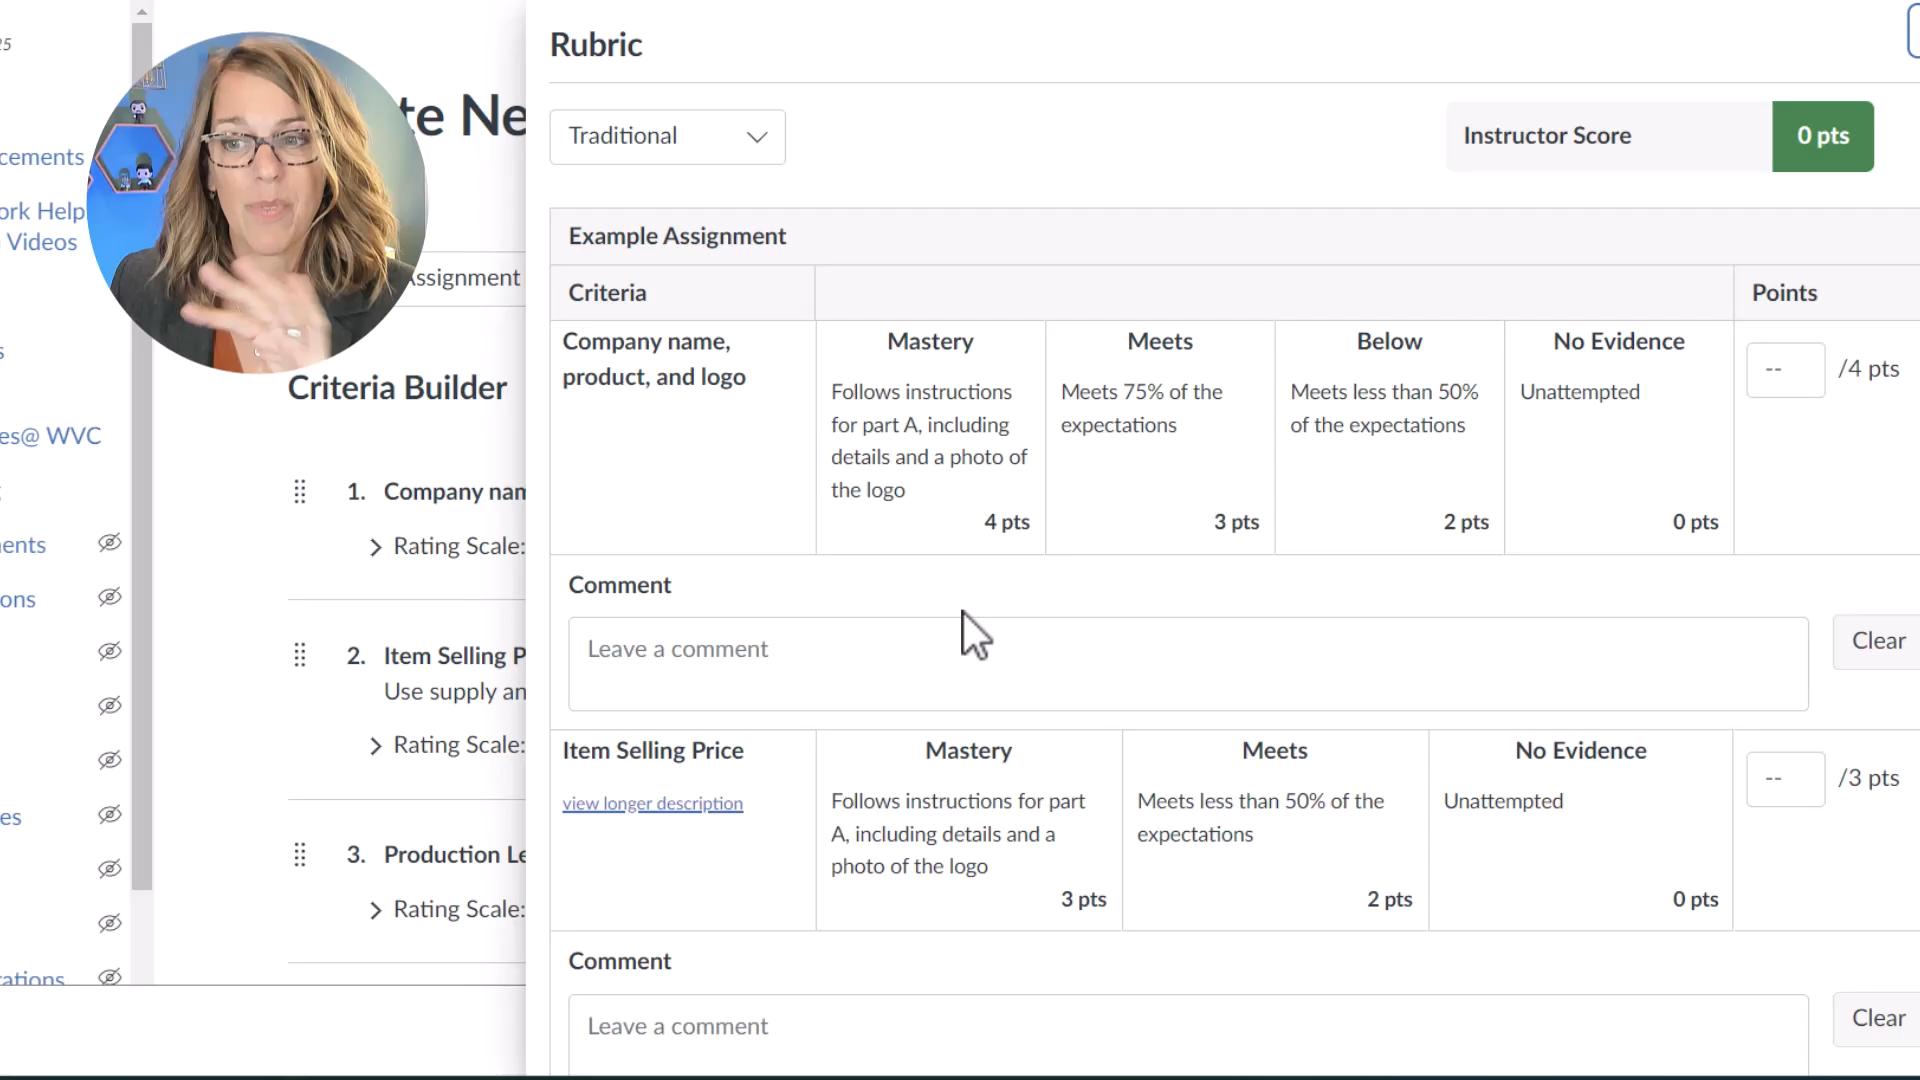 25
cements
ork Help
Videos
s
es@ WVC
ents
ons
es
ations
te Ne
Assignment
Criteria Builder
1. Company nam
Rating Scale:
2. Item Selling P
Use supply an
Rating Scale:
3. Production Le
Rating Scale:
Rubric
Traditional
Instructor Score
0 pts
Example Assignment
Criteria
Points
Company name,
product, and logo
Mastery
Follows instructions
for part A, including
details and a photo of
the logo
4 pts
Meets
Meets 75% of the
expectations
3 pts
Below
Meets less than 50%
of the expectations
2 pts
No Evidence
Unattempted
0 pts
-- /4 pts
Comment
Leave a comment
Clear
Item Selling Price
view longer description
Mastery
Follows instructions for part
A, including details and a
photo of the logo
3 pts
Meets
Meets less than 50% of the
expectations
2 pts
No Evidence
Unattempted
0 pts
-- /3 pts
Comment
Leave a comment
Clear